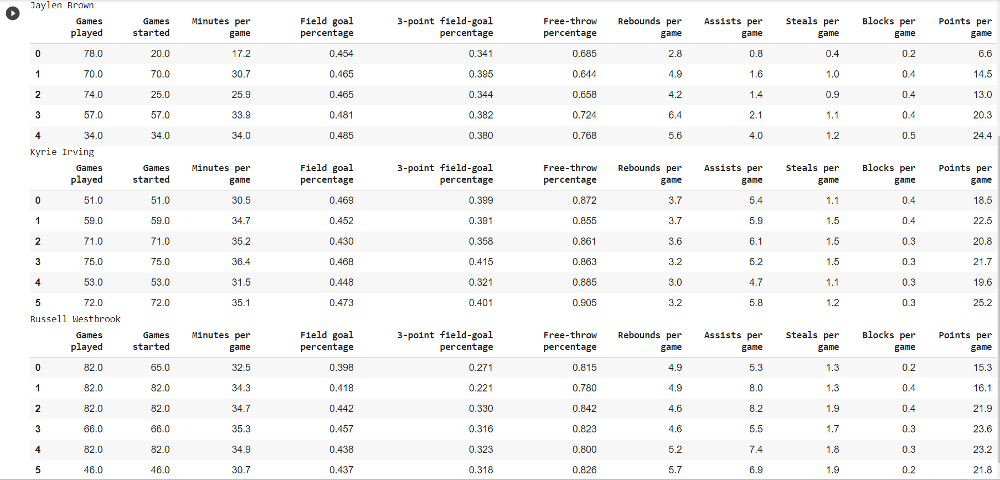 Jaylen Brown
Games played Games started Minutes per game Field goal percentage 3-point field-goal percentage Free-throw percentage Rebounds per game Assists per game Steals per game Blocks per game Points per game
0 78.0 20.0 17.2 0.454 0.341 0.685 2.8 0.8 0.4 0.2 6.6
1 70.0 70.0 30.7 0.465 0.395 0.644 4.9 1.6 1.0 0.4 14.5
2 74.0 25.0 25.9 0.465 0.344 0.658 4.2 1.4 0.9 0.4 13.0
3 57.0 57.0 33.9 0.481 0.382 0.724 6.4 2.1 1.1 0.4 20.3
4 34.0 34.0 34.0 0.485 0.380 0.768 5.6 4.0 1.2 0.5 24.4
Kyrie Irving
Games played Games started Minutes per game Field goal percentage 3-point field-goal percentage Free-throw percentage Rebounds per game Assists per game Steals per game Blocks per game Points per game
0 51.0 51.0 30.5 0.469 0.399 0.872 3.7 5.4 1.1 0.4 18.5
1 59.0 59.0 34.7 0.452 0.391 0.855 3.7 5.9 1.5 0.4 22.5
2 71.0 71.0 35.2 0.430 0.358 0.861 3.6 6.1 1.5 0.3 20.8
3 75.0 75.0 36.4 0.468 0.415 0.863 3.2 5.2 1.5 0.3 21.7
4 53.0 53.0 31.5 0.448 0.321 0.885 3.0 4.7 1.1 0.3 19.6
5 72.0 72.0 35.1 0.473 0.401 0.905 3.2 5.8 1.2 0.3 25.2
Russell Westbrook
Games played Games started Minutes per game Field goal percentage 3-point field-goal percentage Free-throw percentage Rebounds per game Assists per game Steals per game Blocks per game Points per game
0 82.0 65.0 32.5 0.398 0.271 0.815 4.9 5.3 1.3 0.2 15.3
1 82.0 82.0 34.3 0.418 0.221 0.780 4.9 8.0 1.3 0.4 16.1
2 82.0 82.0 34.7 0.442 0.330 0.842 4.6 8.2 1.9 0.4 21.9
3 66.0 66.0 35.3 0.457 0.316 0.823 4.6 5.5 1.7 0.3 23.6
4 82.0 82.0 34.9 0.438 0.323 0.800 5.2 7.4 1.8 0.3 23.2
5 46.0 46.0 30.7 0.437 0.318 0.826 5.7 6.9 1.9 0.2 21.8